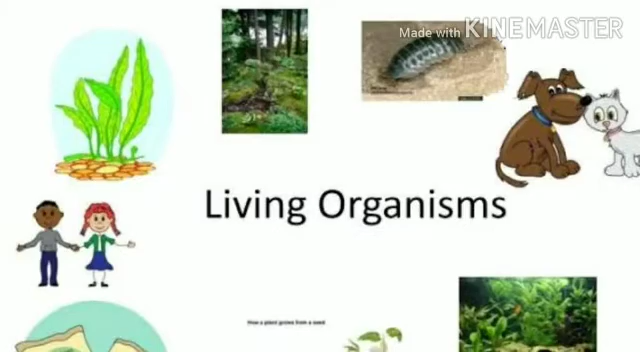 Made with KINEMASTER
Living Organisms
How a plant grows from a seed